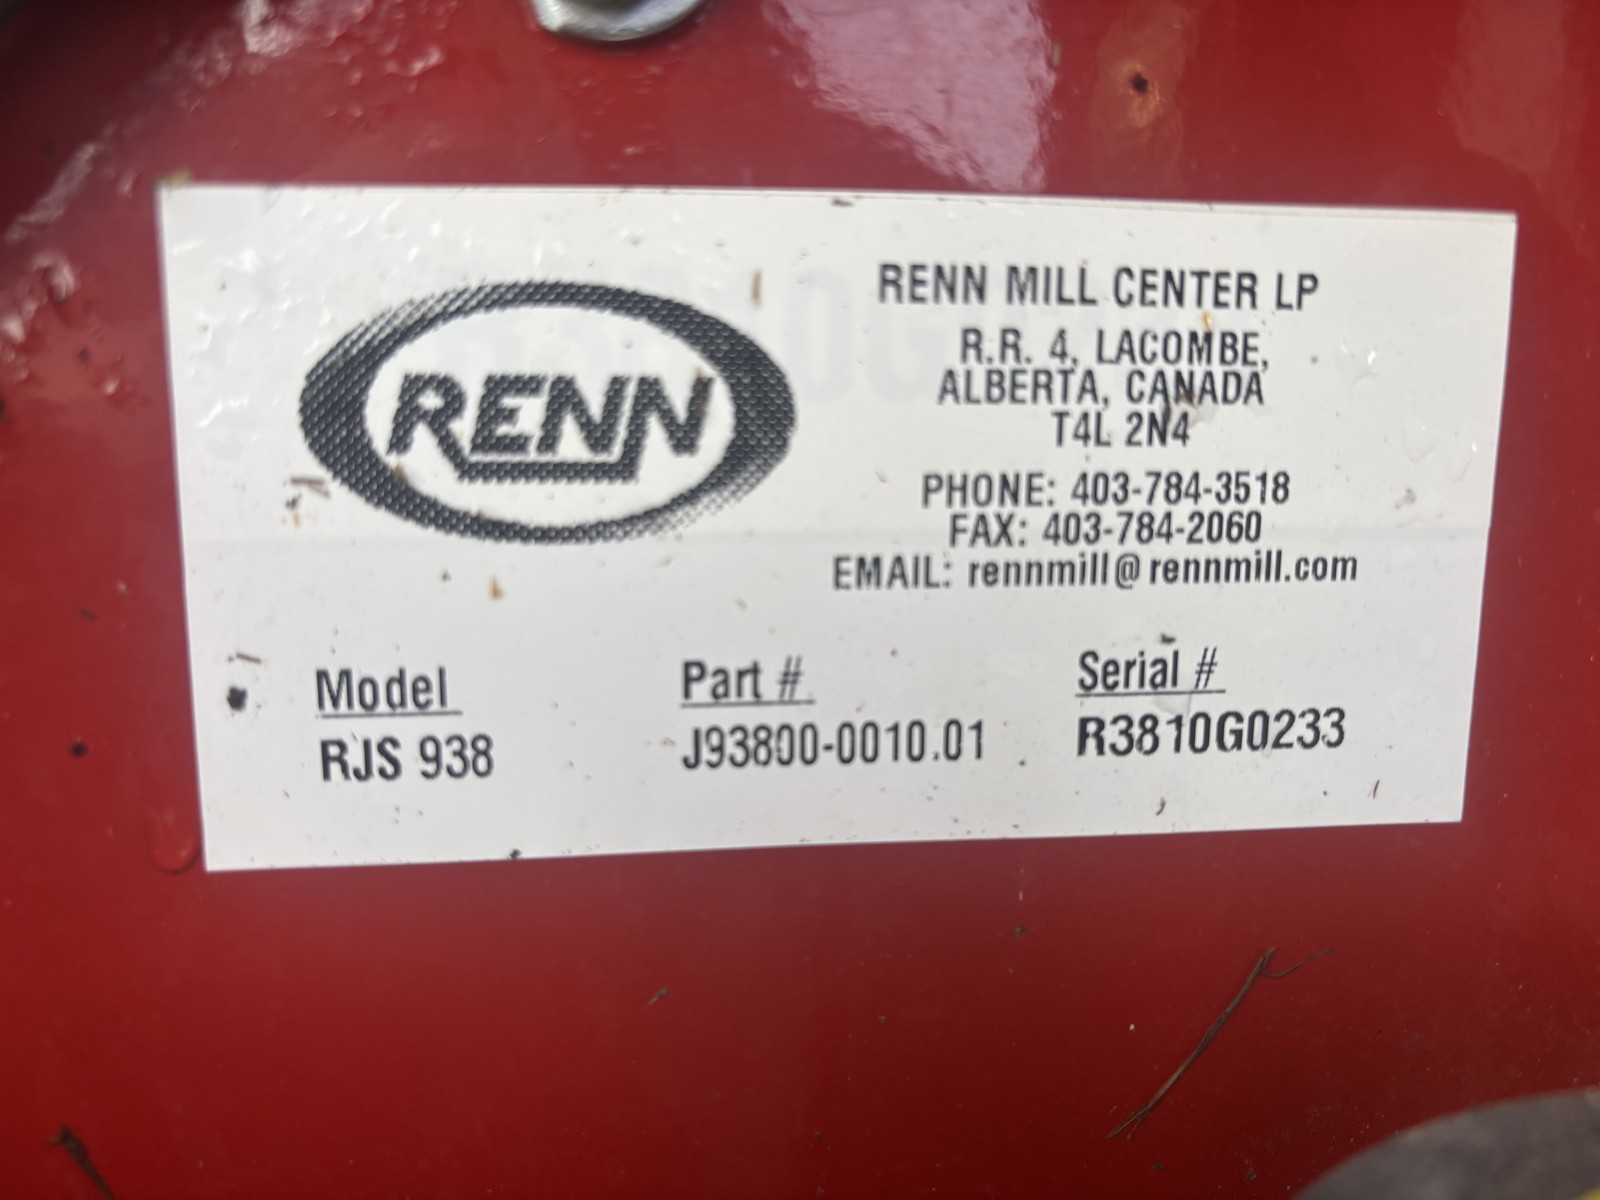 RENN
RENN MILL CENTER LP
R.R. 4, LACOMBE,
ALBERTA, CANADA
T4L 2N4
PHONE: 403-784-3518
FAX: 403-784-2060
EMAIL: rennmill@rennmill.com
Model Part # Serial #
RJS 938 J93800-0010.01 R3810G0233